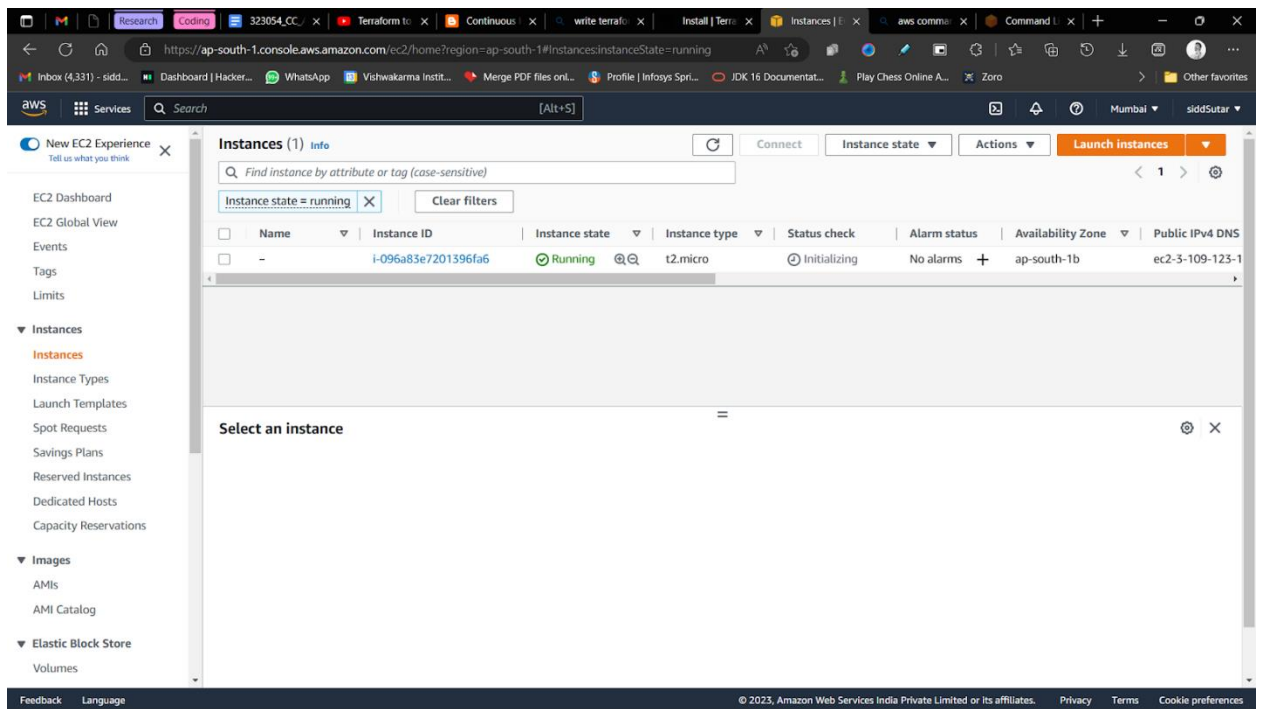 Research Coding 323054_CC_/ Terraform to Continuous write terrafo Install | Terra Instances | E aws comma Command Li
https://ap-south-1.console.aws.amazon.com/ec2/home?region=ap-south-1#Instances:instanceState=running
Inbox (4,331) - sidd... Dashboard | Hacker... WhatsApp Vishwakarma Instit... Merge PDF files onl... Profile | Infosys Spri... JDK 16 Documentat... Play Chess Online A... Zoro Other favorites
aws Services Search [Alt+S] Mumbai siddSutar
New EC2 Experience
Tell us what you think
EC2 Dashboard
EC2 Global View
Events
Tags
Limits
Instances
Instances
Instance Types
Launch Templates
Spot Requests
Savings Plans
Reserved Instances
Dedicated Hosts
Capacity Reservations
Images
AMIs
AMI Catalog
Elastic Block Store
Volumes
Instances (1) Info Connect Instance state Actions Launch instances
Find instance by attribute or tag (case-sensitive) 1
Instance state = running Clear filters
Name Instance ID Instance state Instance type Status check Alarm status Availability Zone Public IPv4 DNS
– i-096a83e7201396fa6 Running t2.micro Initializing No alarms + ap-south-1b ec2-3-109-123-1
Select an instance
Feedback Language © 2023, Amazon Web Services India Private Limited or its affiliates. Privacy Terms Cookie preferences